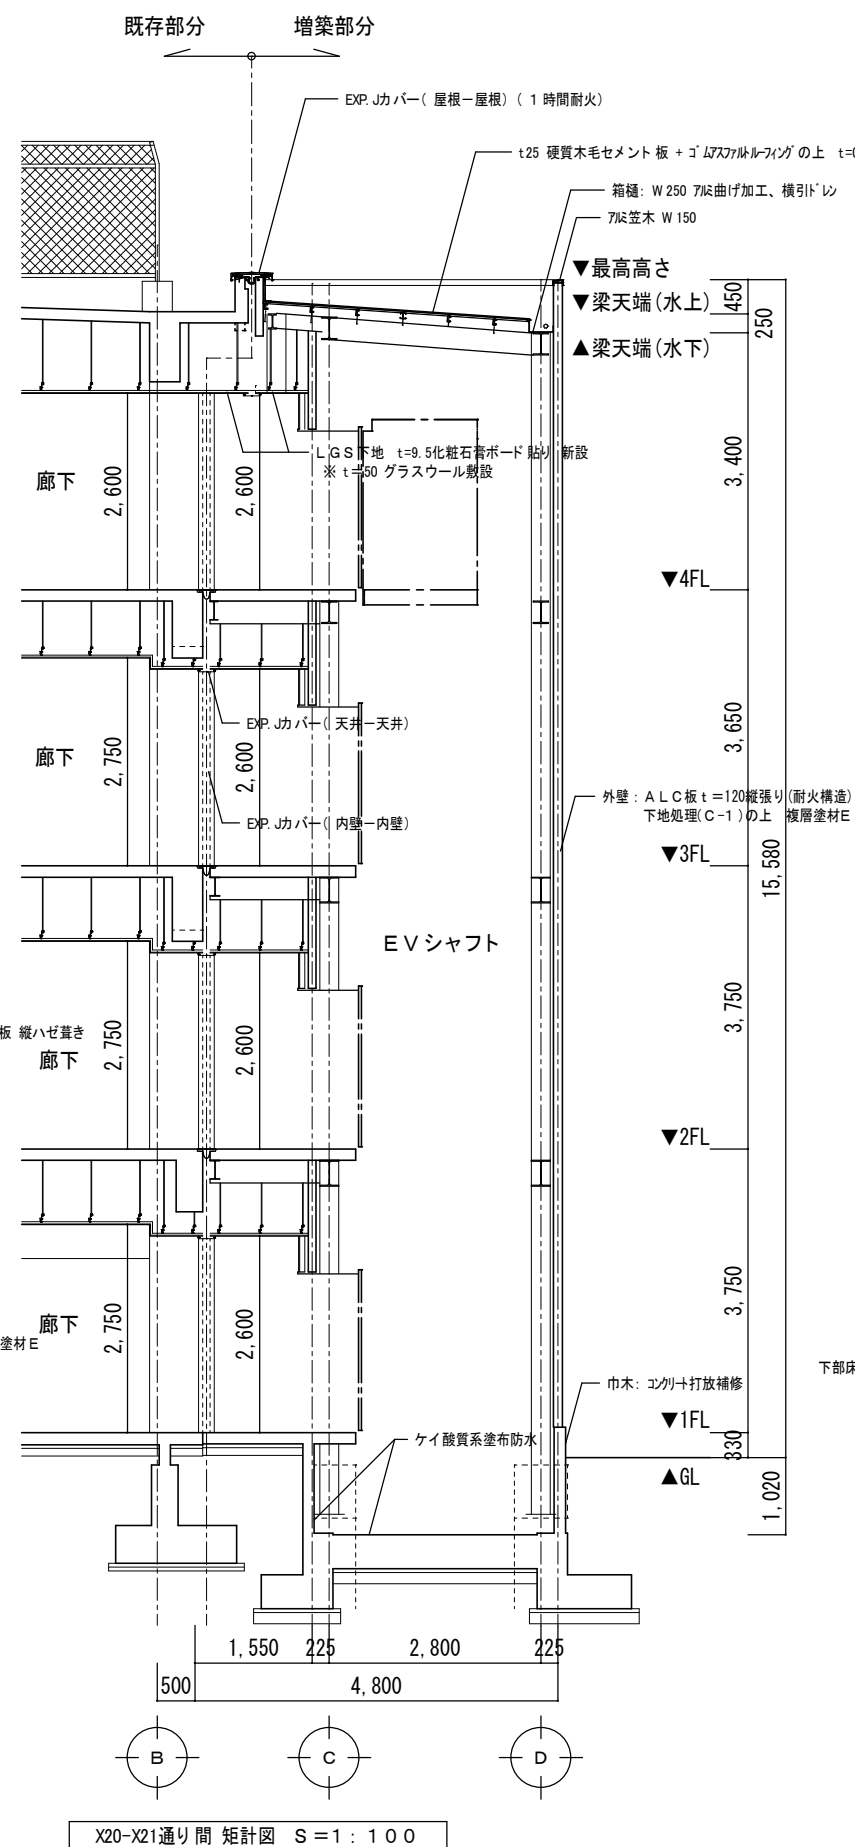 既存部分 増築部分
EXP.Jカバー(屋根−屋根)(1時間耐火)
t25 硬質木毛セメント板 + ゴムアスファルトルーフィングの上 t=0
箱樋: W250 アルミ曲げ加工、横引ドレン
アルミ笠木 W150
▼最高高さ
▼梁天端(水上)
▲梁天端(水下)
450
250
LGS下地 t=9.5化粧石膏ボード貼り 新設
※ t=50 グラスウール敷設
廊下
2,600
2,600
3,400
▼4FL
EXP.Jカバー(天井−天井)
廊下
2,750
2,600
3,650
EXP.Jカバー(内壁−内壁)
外壁:ALC板t=120縦張り(耐火構造)
下地処理(C-1)の上 複層塗材E
▼3FL
15,580
EVシャフト
3,750
板 縦ハゼ葺き
廊下
2,750
2,600
▼2FL
3,750
廊下
2,750
2,600
塗材E
下部床
巾木: コンクリート打放補修
▼1FL
ケイ酸質系塗布防水
330
▲GL
1,020
1,550 225 2,800 225
500 4,800
B C D
X20-X21通り間 矩計図 S=1:100